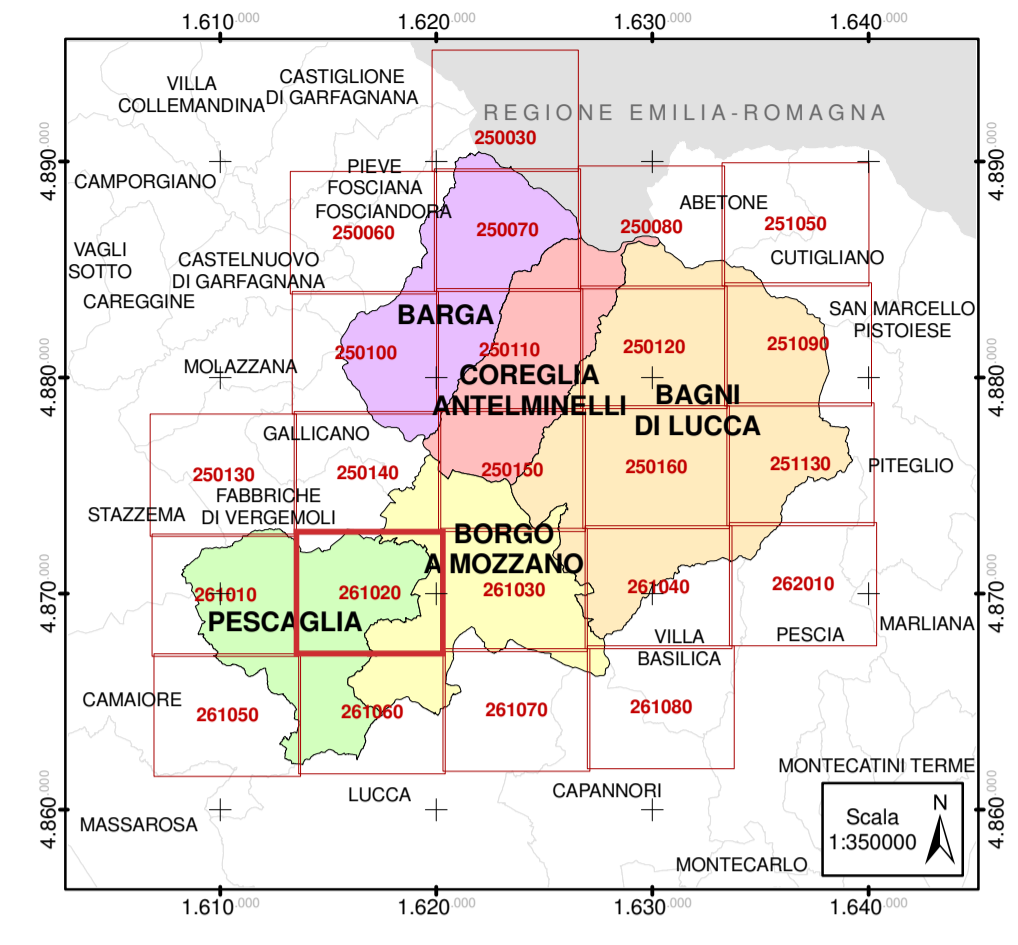 1.610.000 1.620.000 1.630.000 1.640.000
VILLA
COLLEMANDINA
CASTIGLIONE
DI GARFAGNANA
REGIONE EMILIA-ROMAGNA
250030
4.890.000
4.890.000
CAMPORGIANO
PIEVE
FOSCIANA
FOSCIANDORA
250060
250070
250080
ABETONE
251050
CUTIGLIANO
VAGLI
SOTTO
CASTELNUOVO
DI GARFAGNANA
CAREGGINE
BARGA
SAN MARCELLO
PISTOIESE
250100
250110
250120
251090
MOLAZZANA
4.880.000
4.880.000
COREGLIA
ANTELMINELLI
BAGNI
DI LUCCA
GALLICANO
250130
250140
250150
250160
251130
PITEGLIO
FABBRICHE
DI VERGEMOLI
STAZZEMA
BORGO
A MOZZANO
261010
261020
261030
261040
262010
4.870.000
4.870.000
PESCAGLIA
VILLA
BASILICA
PESCIA
MARLIANA
CAMAIORE
261050
261060
261070
261080
MONTECATINI TERME
LUCCA
CAPANNORI
4.860.000
4.860.000
MASSAROSA
MONTECARLO
Scala
1:350000
N
1.610.000 1.620.000 1.630.000 1.640.000